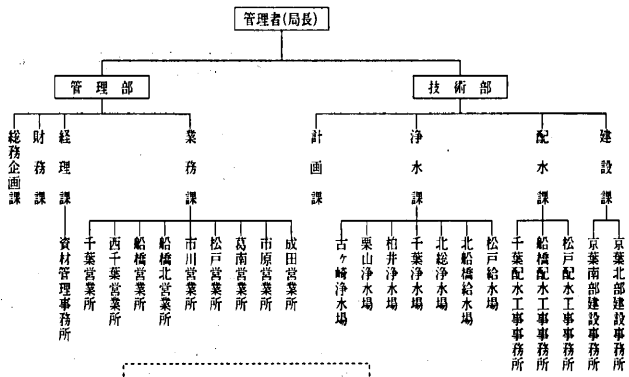 管理者(局長)
管理部
技術部
総務企画課
財務課
経理課
業務課
計画課
浄水課
配水課
建設課
資材管理事務所
千葉営業所
西千葉営業所
船橋営業所
船橋北営業所
市川営業所
松戸営業所
葛南営業所
市原営業所
成田営業所
古ヶ崎浄水場
栗山浄水場
柏井浄水場
千葉浄水場
北総浄水場
北船橋給水場
松戸給水場
千葉配水工事事務所
船橋配水工事事務所
松戸配水工事事務所
京葉南部建設事務所
京葉北部建設事務所